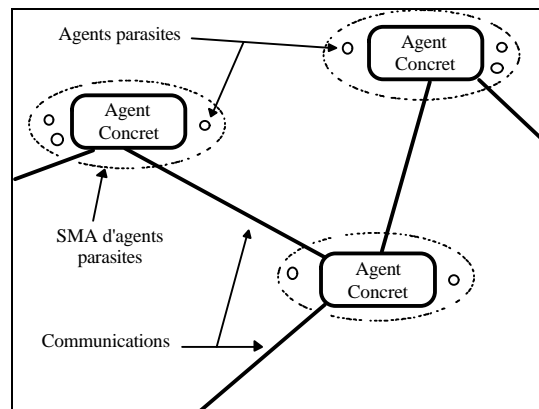 Agents parasites
Agent
Concret
Agent
Concret
SMA d'agents
parasites
Agent
Concret
Communications